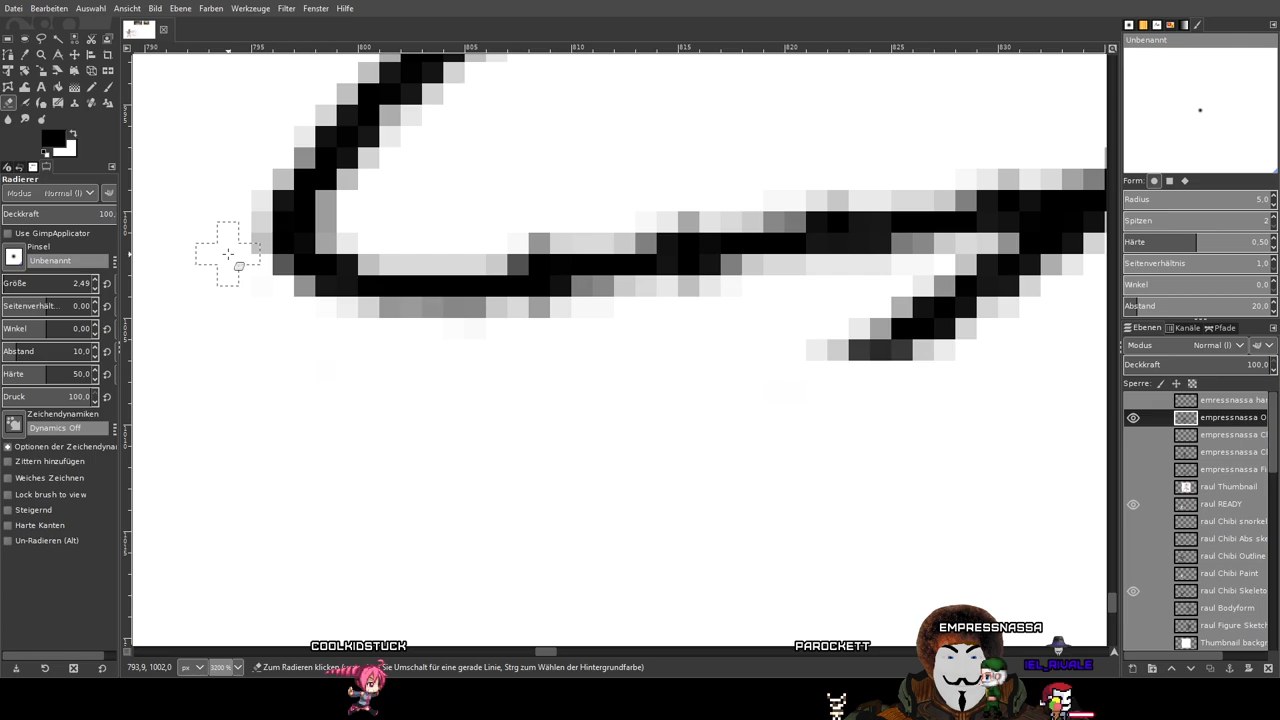 Datei Bearbeiten Auswahl Ansicht Bild Ebene Farben Werkzeuge Filter Fenster Hilfe
790 795 800 805 810 815 820 825 830
Radierer
Modus Normal (l)
Deckkraft 100,
Use GimpApplicator
Pinsel
Unbenannt
Größe 2,49
Seitenverhält... 0.00
Winkel 0,00
Abstand 10,0
Härte 50,0
Druck 100,0
Zeichendynamiken
Dynamics Off
Optionen der Zeichendyna
Zittern hinzufügen
Weiches Zeichnen
Lock brush to view
Steigernd
Harte Kanten
Un-Radieren (Alt)
Unbenannt
Form:
Radius 5,0
Spitzen 2
Härte 0,50
Seitenverhältnis 1,0
Winkel 0,0
Abstand 20,0
Ebenen Kanäle Pfade
Modus Normal (l)
Deckkraft 100,0
Sperre:
emressnassa har
empressnassa O
empressnassa Cl
empressnassa Cl
empressnassa Fi
raul Thumbnail
raul READY
raul Chibi snorkel
raul Chibi Abs ske
raul Chibi Outline
raul Chibi Paint
raul Chibi Skeleto
raul Bodyform
raul Figure Sketch
Thumbnail backgr
793,9, 1002,0 px 3200 % Zum Radieren klicken Sie Umschalt für eine gerade Linie, Strg zum Wählen der Hintergrundfarbe)
COOLKIDSTUCK
PAROCKETT
EMPRESSNASSA